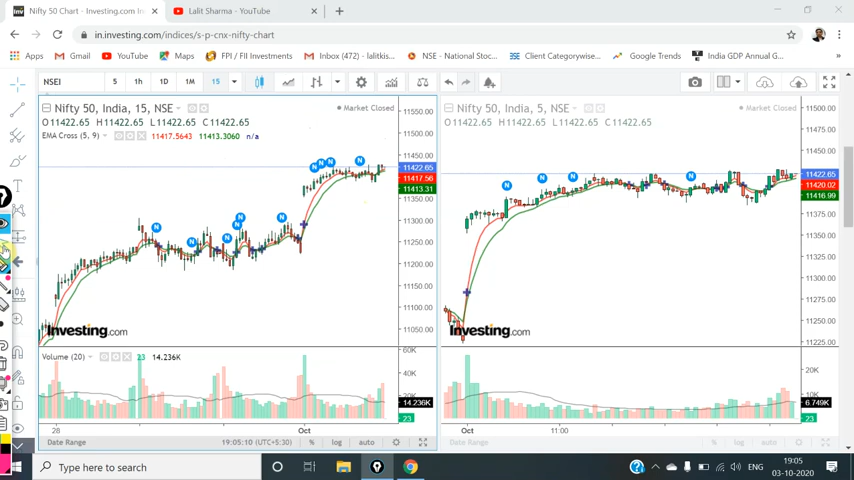 Nifty 50 Chart - Investing.com In
Lalit Sharma - YouTube
in.investing.com/indices/s-p-cnx-nifty-chart
Apps
Gmail
YouTube
Maps
FPI / FII Investments
Inbox (472) - lalitkis...
NSE - National Stoc...
Client Categorywise...
Google Trends
India GDP Annual G...
NSEI
5
1h
1D
1M
15
Nifty 50, India, 15, NSE
Market Closed
O11422.65 H11422.65 L11422.65 C11422.65
EMA Cross (5, 9)
11417.5643 11413.3060 n/a
11550.00
11500.00
11450.00
11422.65
11417.56
11413.31
11350.00
11300.00
11250.00
11200.00
11150.00
11100.00
11050.00
Investing.com
Volume (20)
23 14.236K
60K
40K
20K
14.236K
23
28
Oct
Date Range
19:05:10 (UTC+5:30)
%
log
auto
Nifty 50, India, 5, NSE
Market Closed
O11422.65 H11422.65 L11422.65 C11422.65
11500.00
11475.00
11450.00
11422.65
11420.02
11416.99
11375.00
11350.00
11325.00
11300.00
11275.00
11250.00
11225.00
Investing.com
20K
10K
6.749K
23
Oct
11:00
Date Range
%
log
auto
Type here to search
ENG
19:05
03-10-2020